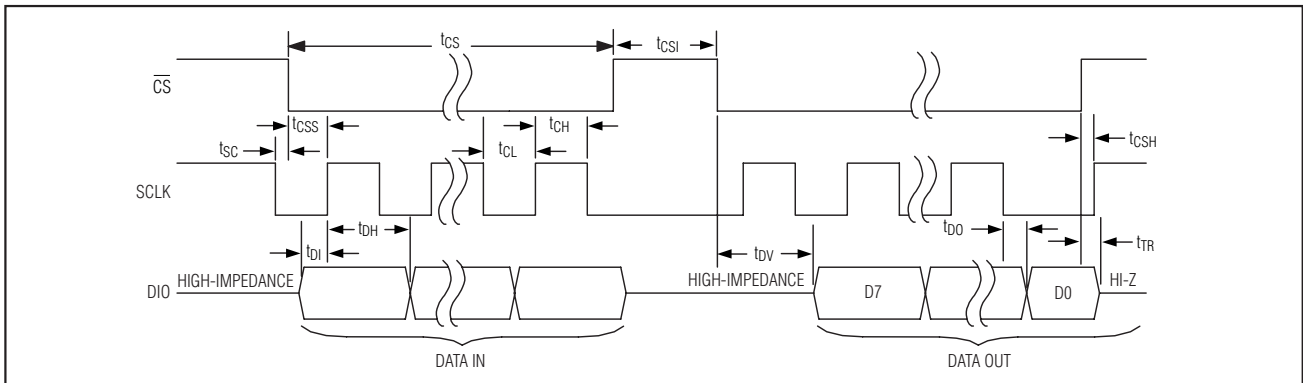 tCS
tCSI
CS
tCSS
tCH
tSC
tCL
tCSH
SCLK
tDH
tDO
tDI
tDV
tTR
HIGH-IMPEDANCE
HIGH-IMPEDANCE
HI-Z
DIO
D7
D0
DATA IN
DATA OUT